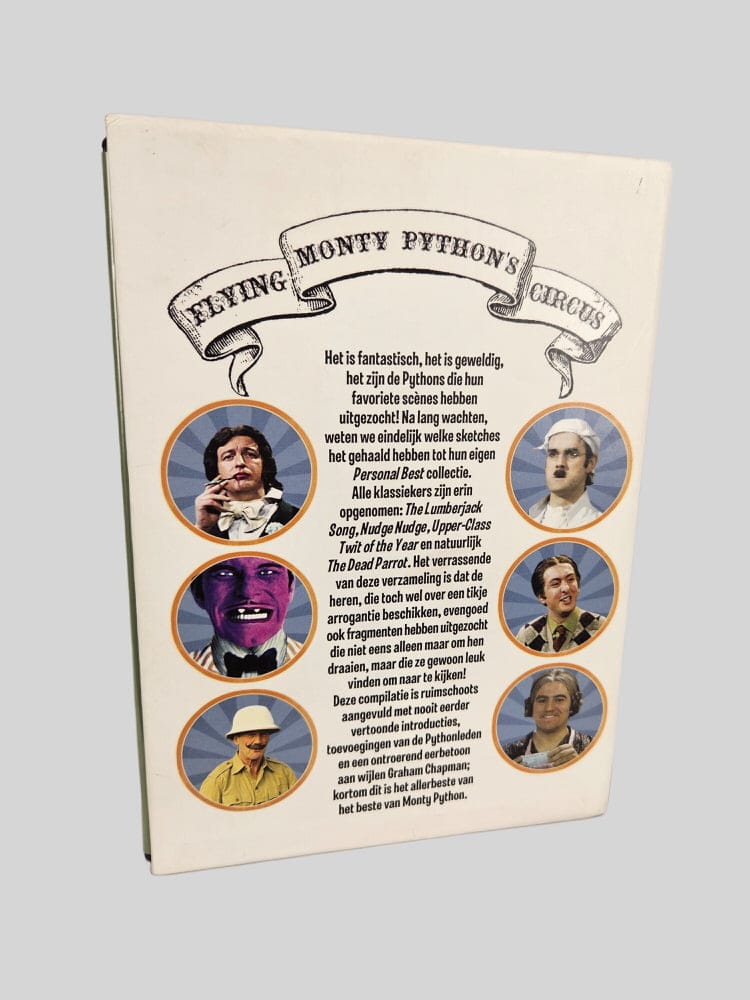 FLYING MONTY PYTHON'S CIRCUS
Het is fantastisch, het is geweldig,
het zijn de Pythons die hun
favoriete scènes hebben
uitgezocht! Na lang wachten,
weten we eindelijk welke sketches
het gehaald hebben tot hun eigen
Personal Best collectie.
Alle klassiekers zijn erin
opgenomen: The Lumberjack
Song, Nudge Nudge, Upper-Class
Twit of the Year en natuurlijk
The Dead Parrot. Het verrassende
van deze verzameling is dat de
heren, die toch wel over een tikje
arrogantie beschikken, evengoed
ook fragmenten hebben uitgezocht
die niet eens alleen maar om hen
draaien, maar die ze gewoon leuk
vinden om naar te kijken!
Deze compilatie is ruimschoots
aangevuld met nooit eerder
vertoonde introducties,
toevoegingen van de Pythonleden
en een ontroerend eerbetoon
aan wijlen Graham Chapman;
kortom dit is het allerbeste van
het beste van Monty Python.